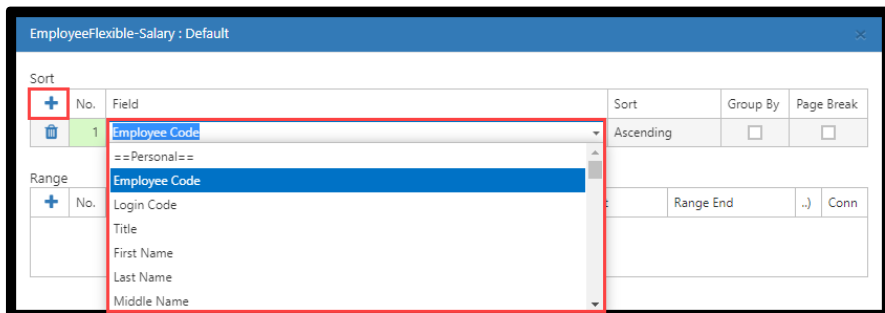 EmployeeFlexible-Salary : Default
Sort
No. Field Sort Group By Page Break
1 Employee Code Ascending
==Personal==
Employee Code
Login Code
Title
First Name
Last Name
Middle Name
Range
No. Range End ..) Conn